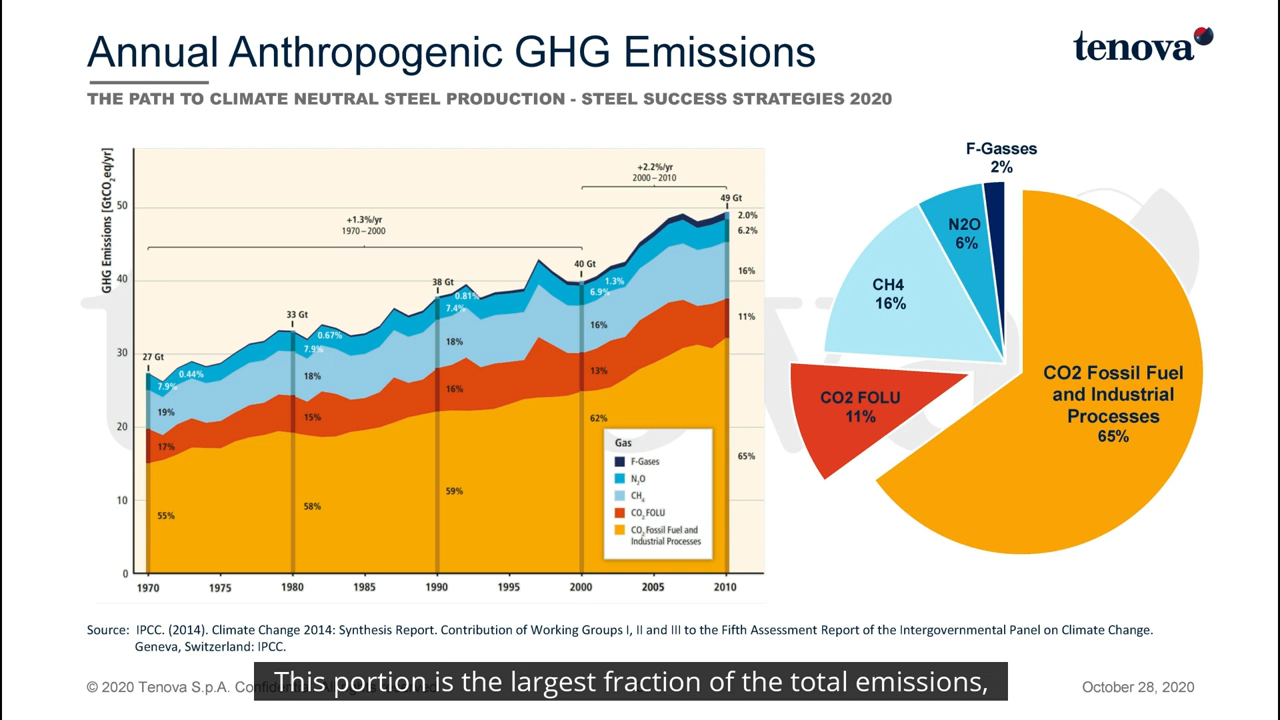 Annual Anthropogenic GHG Emissions
tenova
THE PATH TO CLIMATE NEUTRAL STEEL PRODUCTION - STEEL SUCCESS STRATEGIES 2020
GHG Emissions [GtCO2eq/yr]
50
40
30
20
10
0
+1.3%/yr
1970–2000
+2.2%/yr
2000–2010
27 Gt
33 Gt
38 Gt
40 Gt
49 Gt
0.44%
7.9%
19%
17%
55%
0.67%
7.9%
18%
15%
58%
0.81%
7.4%
18%
16%
59%
1.3%
6.9%
16%
13%
62%
2.0%
6.2%
16%
11%
65%
Gas
F-Gases
N2O
CH4
CO2 FOLU
CO2 Fossil Fuel and
Industrial Processes
1970
1975
1980
1985
1990
1995
2000
2005
2010
F-Gasses
2%
N2O
6%
CH4
16%
CO2 FOLU
11%
CO2 Fossil Fuel
and Industrial
Processes
65%
Source: IPCC. (2014). Climate Change 2014: Synthesis Report. Contribution of Working Groups I, II and III to the Fifth Assessment Report of the Intergovernmental Panel on Climate Change.
Geneva, Switzerland: IPCC.
This portion is the largest fraction of the total emissions,
© 2020 Tenova S.p.A.
October 28, 2020